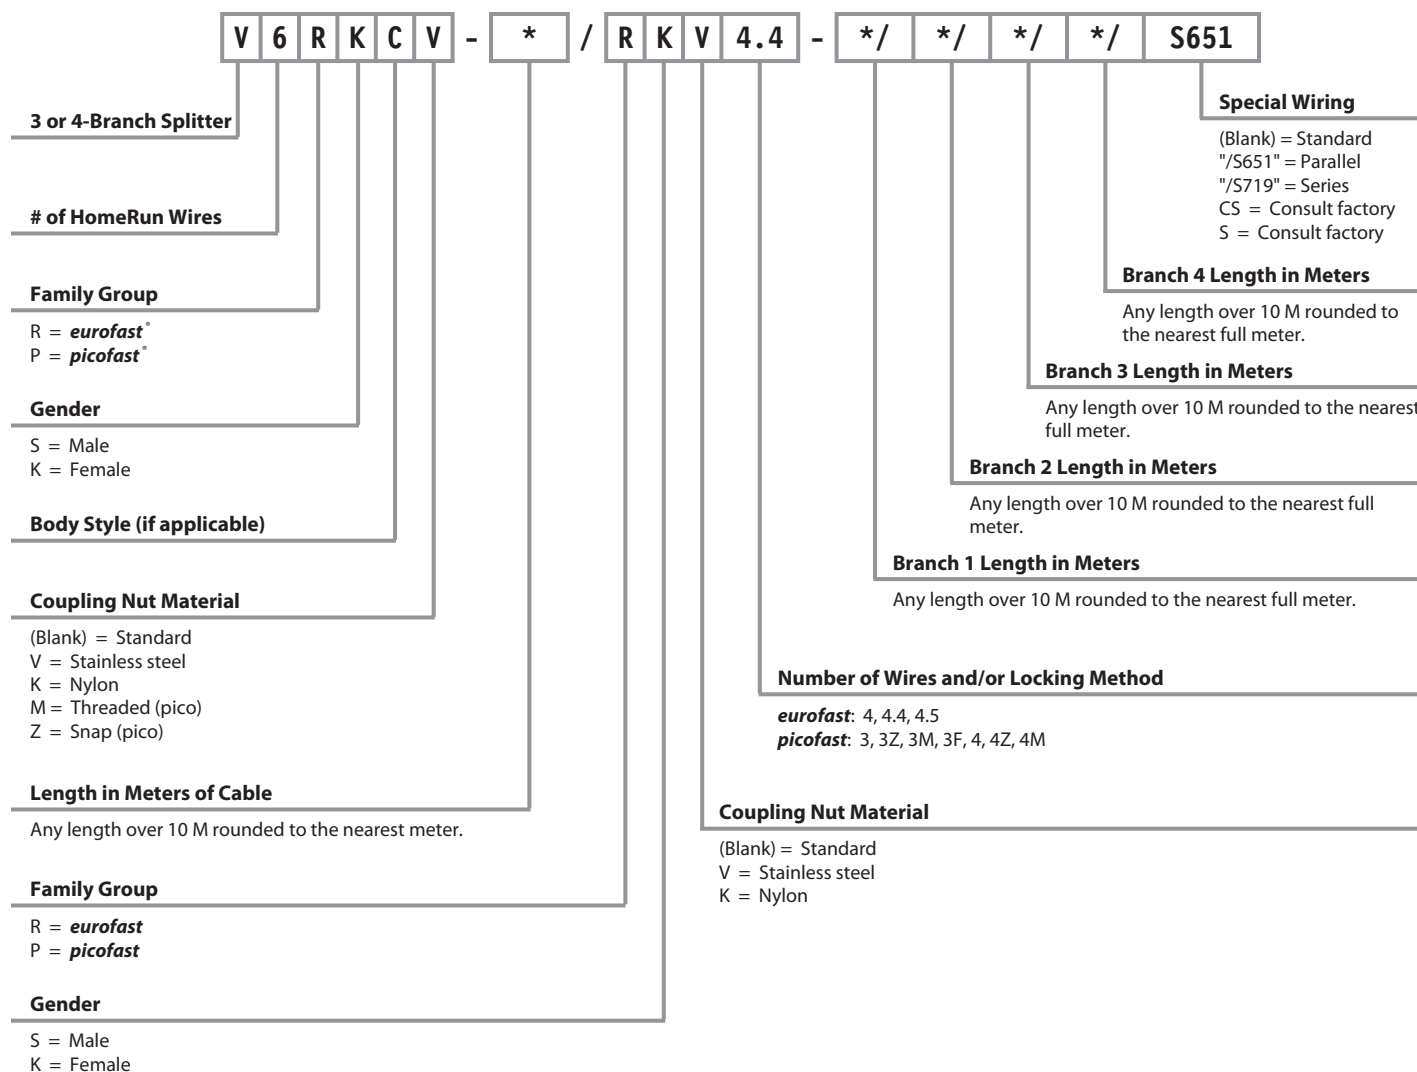 V 6 R K C V - * / R K V 4.4 - */ */ */ */ S651
3 or 4-Branch Splitter
# of HomeRun Wires
Family Group
R = eurofast®
P = picofast®
Gender
S = Male
K = Female
Body Style (if applicable)
Coupling Nut Material
(Blank) = Standard
V = Stainless steel
K = Nylon
M = Threaded (pico)
Z = Snap (pico)
Length in Meters of Cable
Any length over 10 M rounded to the nearest meter.
Family Group
R = eurofast
P = picofast
Gender
S = Male
K = Female
Special Wiring
(Blank) = Standard
"/S651" = Parallel
"/S719" = Series
CS = Consult factory
S = Consult factory
Branch 4 Length in Meters
Any length over 10 M rounded to
the nearest full meter.
Branch 3 Length in Meters
Any length over 10 M rounded to the nearest
full meter.
Branch 2 Length in Meters
Any length over 10 M rounded to the nearest full
meter.
Branch 1 Length in Meters
Any length over 10 M rounded to the nearest full meter.
Number of Wires and/or Locking Method
eurofast: 4, 4.4, 4.5
picofast: 3, 3Z, 3M, 3F, 4, 4Z, 4M
Coupling Nut Material
(Blank) = Standard
V = Stainless steel
K = Nylon